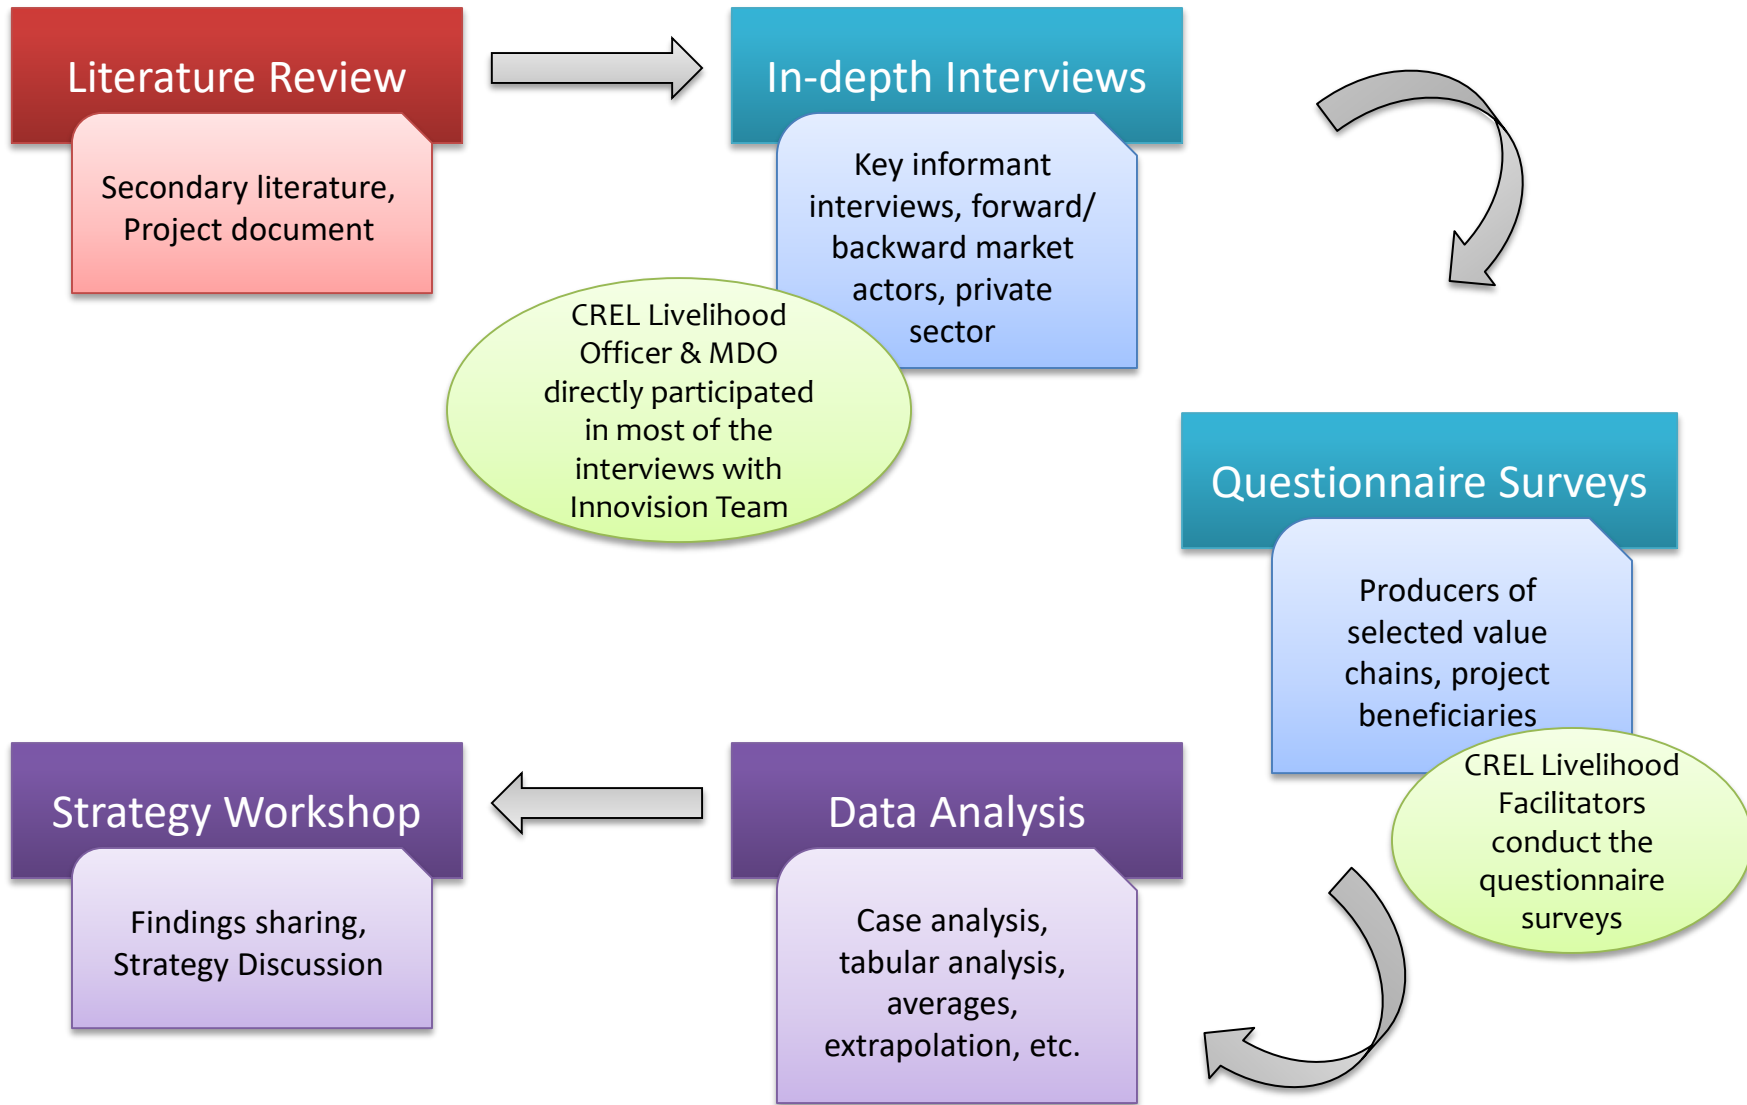 Literature Review
Secondary literature,
Project document
In-depth Interviews
Key informant
interviews, forward/
backward market
actors, private
sector
CREL Livelihood
Officer & MDO
directly participated
in most of the
interviews with
Innovision Team
Questionnaire Surveys
Producers of
selected value
chains, project
beneficiaries
CREL Livelihood
Facilitators
conduct the
questionnaire
surveys
Data Analysis
Case analysis,
tabular analysis,
averages,
extrapolation, etc.
Strategy Workshop
Findings sharing,
Strategy Discussion